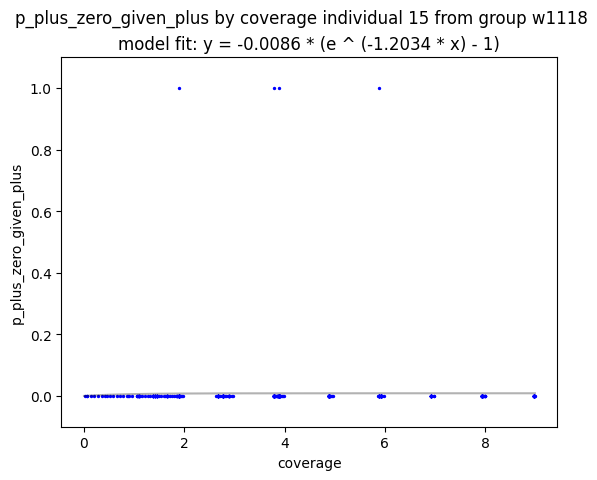 p_plus_zero_given_plus by coverage individual 15 from group w1118
model fit: y = -0.0086 * (e ^ (-1.2034 * x) - 1)
1.0
0.8
0.6
0.4
0.2
0.0
p_plus_zero_given_plus
0 2 4 6 8
coverage